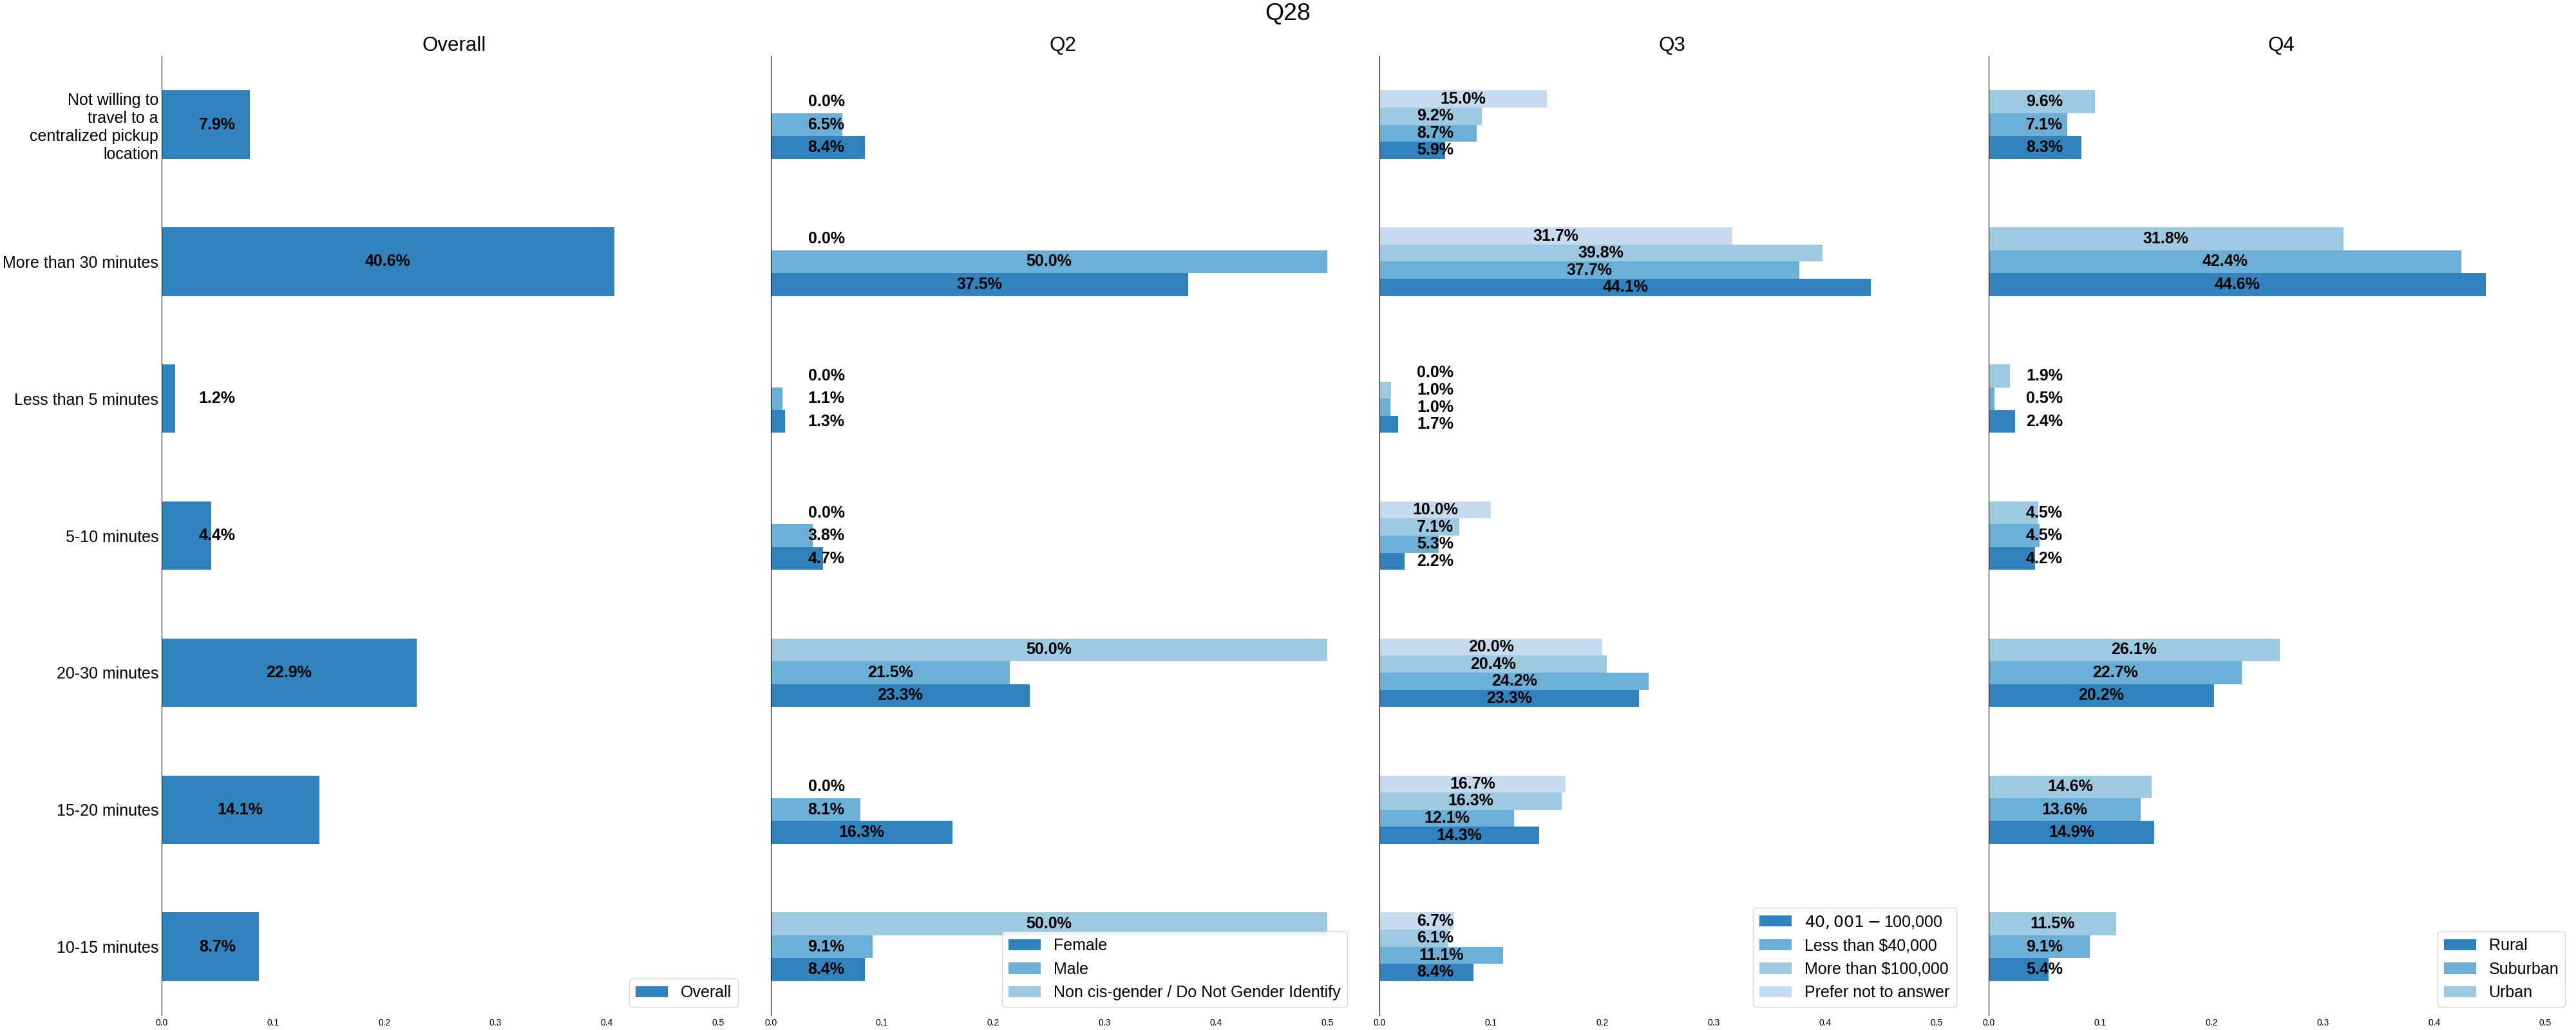 Q28
Overall
Not willing to
travel to a
centralized pickup
location
7.9%
More than 30 minutes
40.6%
Less than 5 minutes
1.2%
5-10 minutes
4.4%
20-30 minutes
22.9%
15-20 minutes
14.1%
10-15 minutes
8.7%
Overall
0.0 0.1 0.2 0.3 0.4 0.5
Q2
0.0%
6.5%
8.4%
0.0%
50.0%
37.5%
0.0%
1.1%
1.3%
0.0%
3.8%
4.7%
50.0%
21.5%
23.3%
0.0%
8.1%
16.3%
50.0%
9.1%
8.4%
Female
Male
Non cis-gender / Do Not Gender Identify
0.0 0.1 0.2 0.3 0.4 0.5
Q3
15.0%
9.2%
8.7%
5.9%
31.7%
39.8%
37.7%
44.1%
0.0%
1.0%
1.0%
1.7%
10.0%
7.1%
5.3%
2.2%
20.0%
20.4%
24.2%
23.3%
16.7%
16.3%
12.1%
14.3%
6.7%
6.1%
11.1%
8.4%
40,001-100,000
Less than $40,000
More than $100,000
Prefer not to answer
0.0 0.1 0.2 0.3 0.4 0.5
Q4
9.6%
7.1%
8.3%
31.8%
42.4%
44.6%
1.9%
0.5%
2.4%
4.5%
4.5%
4.2%
26.1%
22.7%
20.2%
14.6%
13.6%
14.9%
11.5%
9.1%
5.4%
Rural
Suburban
Urban
0.0 0.1 0.2 0.3 0.4 0.5